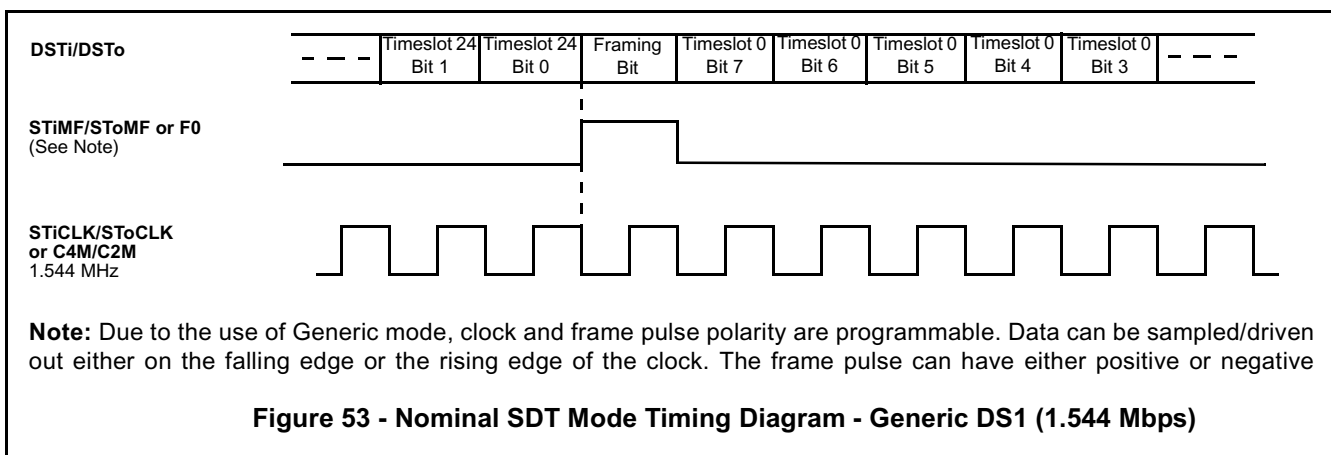 DSTi/DSTo
Timeslot 24 Timeslot 24 Framing Timeslot 0 Timeslot 0 Timeslot 0 Timeslot 0 Timeslot 0
Bit 1 Bit 0 Bit Bit 7 Bit 6 Bit 5 Bit 4 Bit 3
STiMF/SToMF or F0
(See Note)
STiCLK/SToCLK
or C4M/C2M
1.544 MHz
Note: Due to the use of Generic mode, clock and frame pulse polarity are programmable. Data can be sampled/driven
out either on the falling edge or the rising edge of the clock. The frame pulse can have either positive or negative
Figure 53 - Nominal SDT Mode Timing Diagram - Generic DS1 (1.544 Mbps)